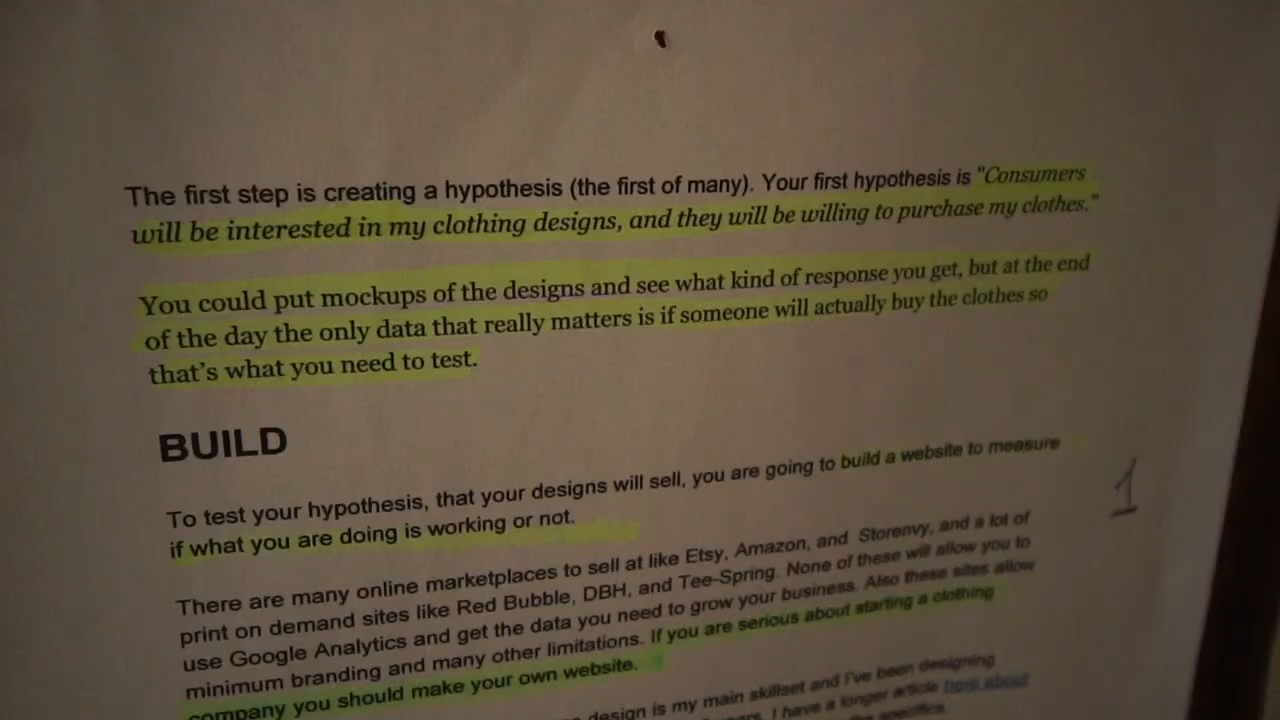 The first step is creating a hypothesis (the first of many). Your first hypothesis is "Consumers
will be interested in my clothing designs, and they will be willing to purchase my clothes."
You could put mockups of the designs and see what kind of response you get, but at the end
of the day the only data that really matters is if someone will actually buy the clothes so
that's what you need to test.
BUILD
To test your hypothesis, that your designs will sell, you are going to build a website to measure
if what you are doing is working or not.
1
There are many online marketplaces to sell at like Etsy, Amazon, and Storenvy, and a lot of
print on demand sites like Red Bubble, DBH, and Tee-Spring. None of these will allow you to
use Google Analytics and get the data you need to grow your business. Also these sites allow
minimum branding and many other limitations. If you are serious about starting a clothing
company you should make your own website.
design is my main skillset and I've been designing
I have a longer article here about
specifics.